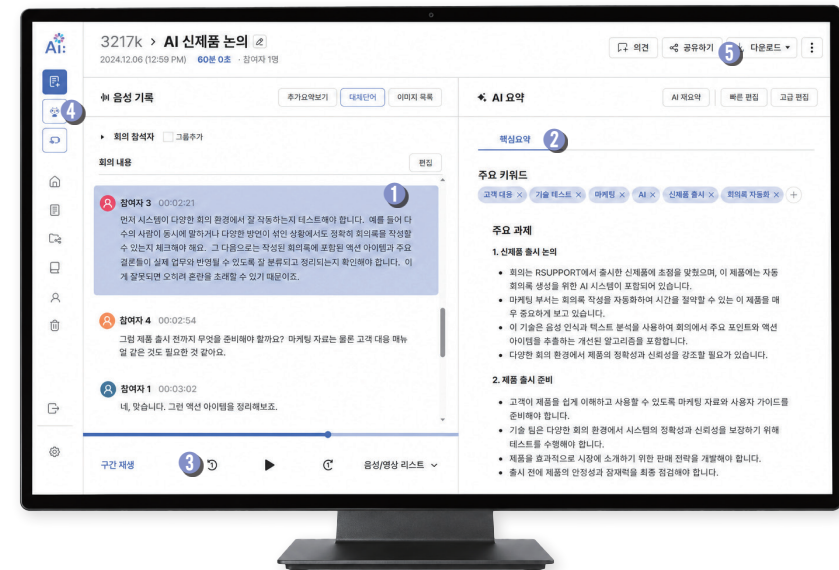 Ai:
3217k > AI 신제품 논의
2024.12.06 (12:59 PM) 60분 0초 · 참여자 1명
의견
공유하기
5
다운로드
음성 기록
추가요약보기
대체단어
이미지 목록
4
회의 참석자
그룹추가
회의 내용
편집
1
참여자 3 00:02:21
먼저 시스템이 다양한 회의 환경에서 잘 작동하는지 테스트해야 합니다. 예를 들어 다
수의 사람이 동시에 말하거나 다양한 방언이 섞인 상황에서도 정확히 회의록을 작성할
수 있는지 체크해야 해요. 그 다음으로는 작성된 회의록에 포함된 액션 아이템과 주요
결론들이 실제 업무와 반영될 수 있도록 잘 분류되고 정리되는지 확인해야 합니다. 이
게 잘못되면 오히려 혼란을 초래할 수 있기 때문이죠.
참여자 4 00:02:54
그럼 제품 출시 전까지 무엇을 준비해야 할까요? 마케팅 자료는 물론 고객 대응 매뉴
얼 같은 것도 필요한 것 같아요.
참여자 1 00:03:02
네, 맞습니다. 그런 액션 아이템을 정리해보죠.
구간 재생
3
음성/영상 리스트
AI 요약
AI 재요약
빠른 편집
고급 편집
핵심요약
2
주요 키워드
고객 대응 × 기술 테스트 × 마케팅 × AI × 신제품 출시 × 회의록 자동화 × +
주요 과제
1. 신제품 출시 논의
• 회의는 RSUPPORT에서 출시한 신제품에 초점을 맞췄으며, 이 제품에는 자동
회의록 생성을 위한 AI 시스템이 포함되어 있습니다.
• 마케팅 부서는 회의록 작성을 자동화하여 시간을 절약할 수 있는 이 제품을 매
우 중요하게 보고 있습니다.
• 이 기술은 음성 인식과 텍스트 분석을 사용하여 회의에서 주요 포인트와 액션
아이템을 추출하는 개선된 알고리즘을 포함합니다.
• 다양한 회의 환경에서 제품의 정확성과 신뢰성을 강조할 필요가 있습니다.
2. 제품 출시 준비
• 고객이 제품을 쉽게 이해하고 사용할 수 있도록 마케팅 자료와 사용자 가이드를
준비해야 합니다.
• 기술 팀은 다양한 회의 환경에서 시스템의 정확성과 신뢰성을 보장하기 위해
테스트를 수행해야 합니다.
• 제품을 효과적으로 시장에 소개하기 위한 판매 전략을 개발해야 합니다.
• 출시 전에 제품의 안정성과 잠재력을 최종 점검해야 합니다.